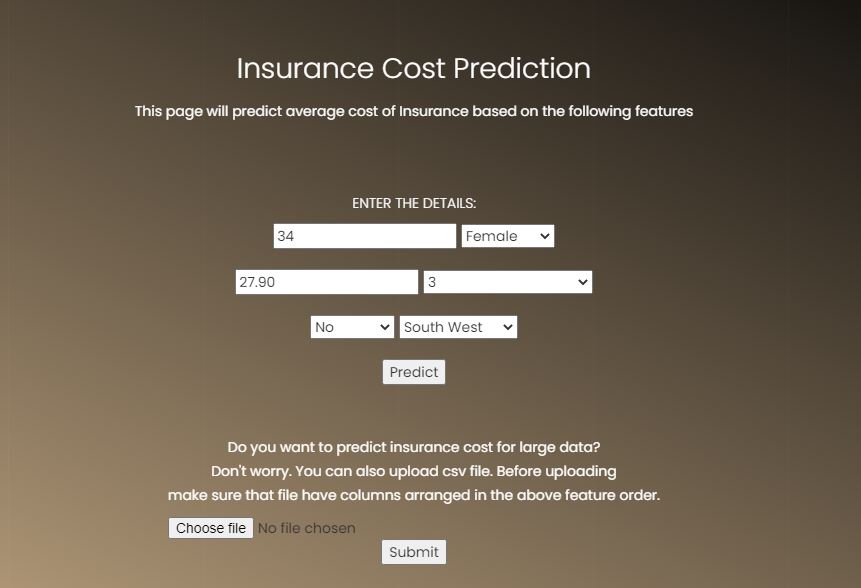 Insurance Cost Prediction
This page will predict average cost of Insurance based on the following features
ENTER THE DETAILS:
34 Female
27.90 3
No South West
Predict
Do you want to predict insurance cost for large data?
Don't worry. You can also upload csv file. Before uploading
make sure that file have columns arranged in the above feature order.
Choose file No file chosen
Submit